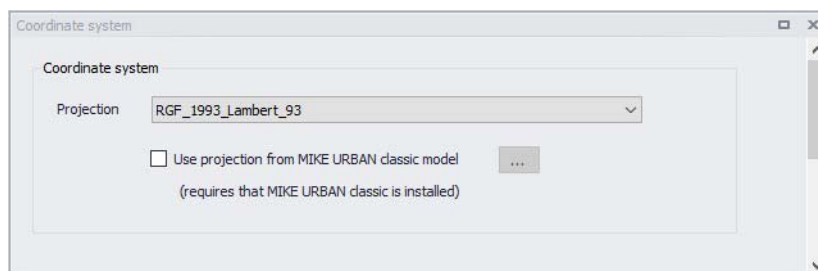 Coordinate system
Coordinate system
Projection RGF_1993_Lambert_93
Use projection from MIKE URBAN classic model ...
(requires that MIKE URBAN classic is installed)